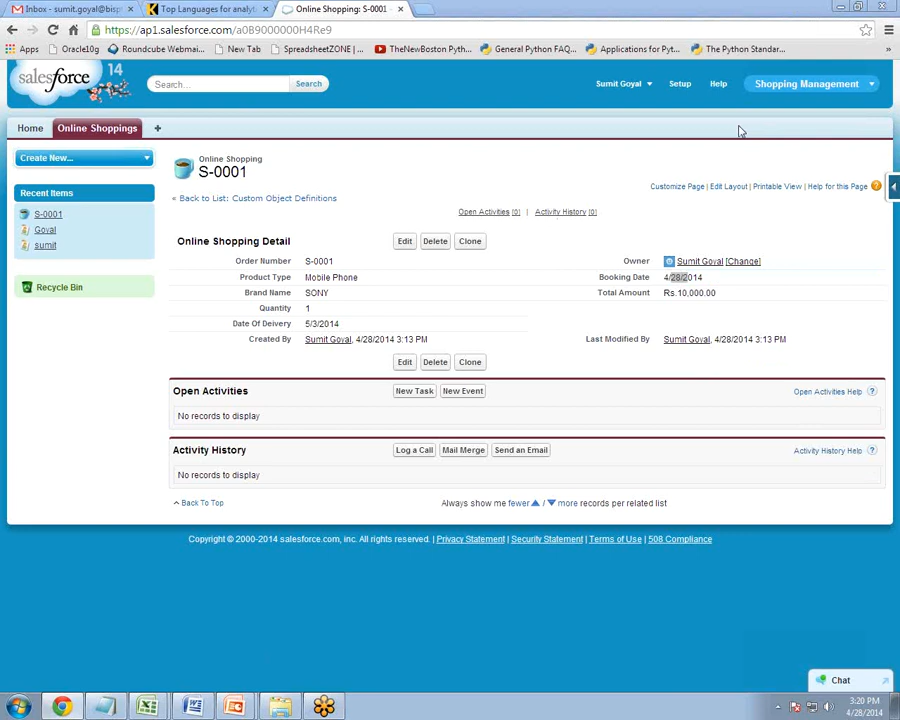 Inbox - sumit.goyal@bisp
Top Languages for analyt
Online Shopping: S-0001
https://ap1.salesforce.com/a0B9000000H4Re9
Apps
Oracle10g
Roundcube Webmai...
New Tab
SpreadsheetZONE | ...
TheNewBoston Pyth...
General Python FAQ...
Applications for Pyt...
The Python Standar...
salesforce
14
Search...
Search
Sumit Goyal
Setup
Help
Shopping Management
Home
Online Shoppings
+
Create New...
Recent Items
S-0001
Goyal
sumit
Recycle Bin
Online Shopping
S-0001
Customize Page | Edit Layout | Printable View | Help for this Page
« Back to List: Custom Object Definitions
Open Activities [0] | Activity History [0]
Online Shopping Detail
Edit Delete Clone
Order Number S-0001 Owner Sumit Goyal [Change]
Product Type Mobile Phone Booking Date 4/28/2014
Brand Name SONY Total Amount Rs.10,000.00
Quantity 1
Date Of Delivery 5/3/2014
Created By Sumit Goyal, 4/28/2014 3:13 PM Last Modified By Sumit Goyal, 4/28/2014 3:13 PM
Edit Delete Clone
Open Activities New Task New Event Open Activities Help ?
No records to display
Activity History Log a Call Mail Merge Send an Email Activity History Help ?
No records to display
Back To Top Always show me fewer / more records per related list
Copyright © 2000-2014 salesforce.com, inc. All rights reserved. | Privacy Statement | Security Statement | Terms of Use | 508 Compliance
Chat
3:20 PM
4/28/2014